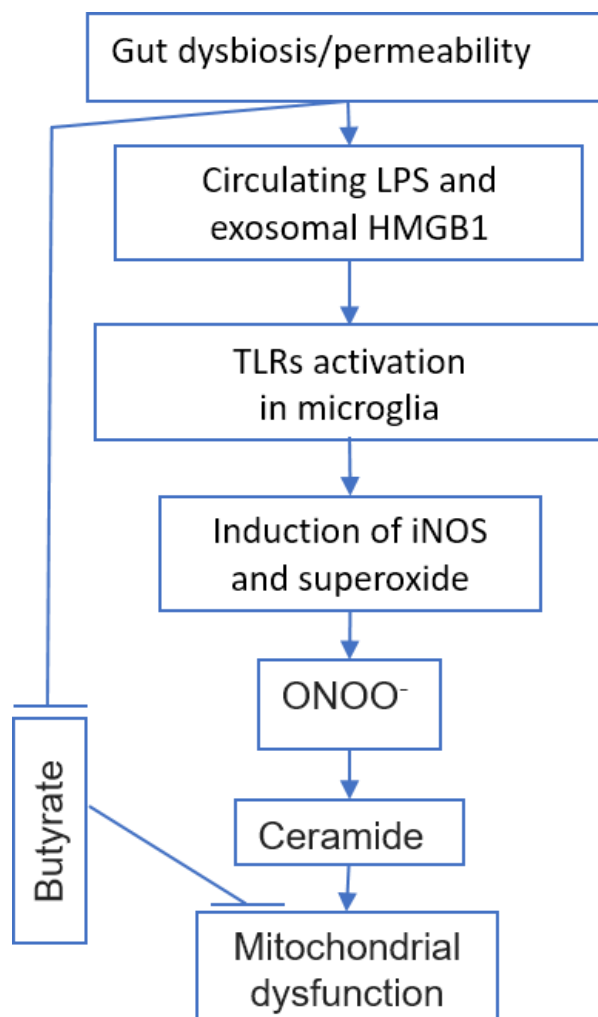 Gut dysbiosis/permeability
Circulating LPS and
exosomal HMGB1
TLRs activation
in microglia
Induction of iNOS
and superoxide
ONOO⁻
Ceramide
Butyrate
Mitochondrial
dysfunction